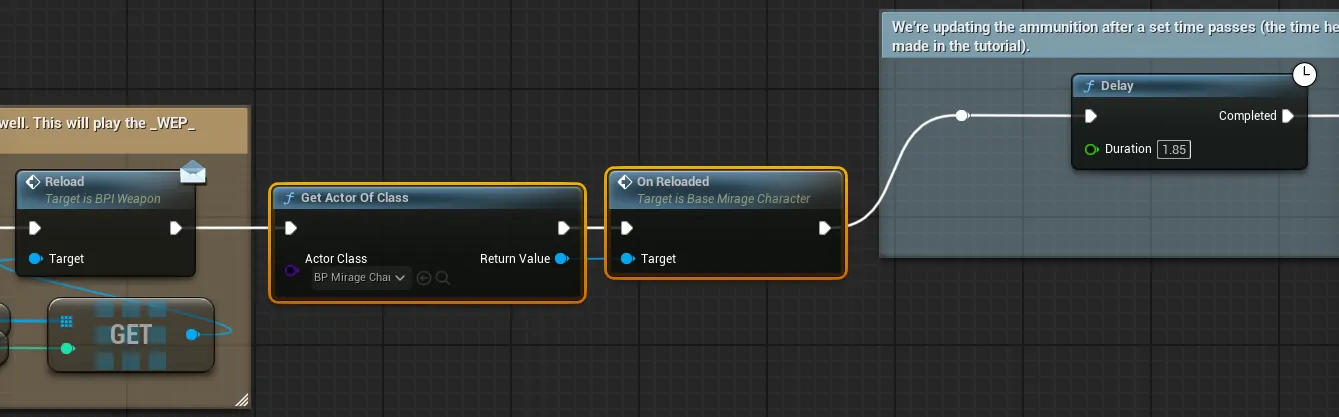 We're updating the ammunition after a set time passes (the time he
made in the tutorial).
Delay
Completed
Duration 1.85
well. This will play the _WEP_
Reload
Target is BPI Weapon
Target
GET
Get Actor Of Class
Actor Class
BP Mirage Char
Return Value
On Reloaded
Target is Base Mirage Character
Target